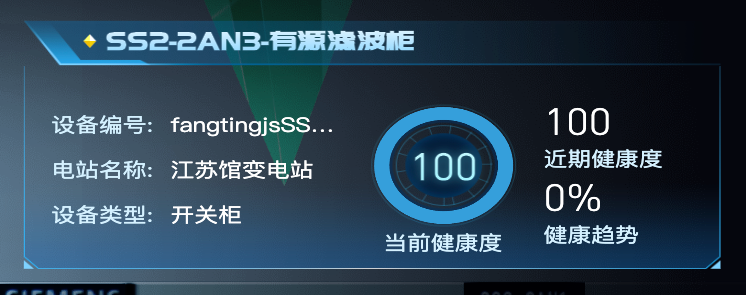 SS2-2AN3-有源滤波柜
设备编号: fangtingjsSS...
电站名称: 江苏馆变电站
设备类型: 开关柜
100
当前健康度
100
近期健康度
0%
健康趋势
SIEMENS